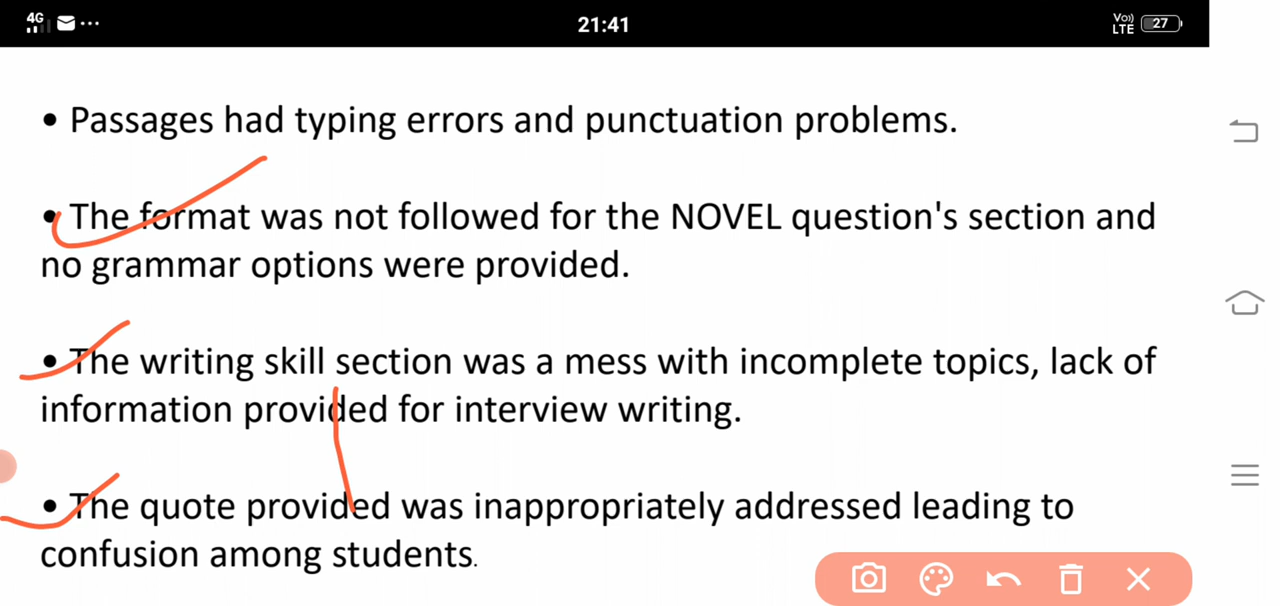 4G ... 21:41 Vo)) LTE 27
• Passages had typing errors and punctuation problems.
• The format was not followed for the NOVEL question's section and
no grammar options were provided.
• The writing skill section was a mess with incomplete topics, lack of
information provided for interview writing.
• The quote provided was inappropriately addressed leading to
confusion among students.